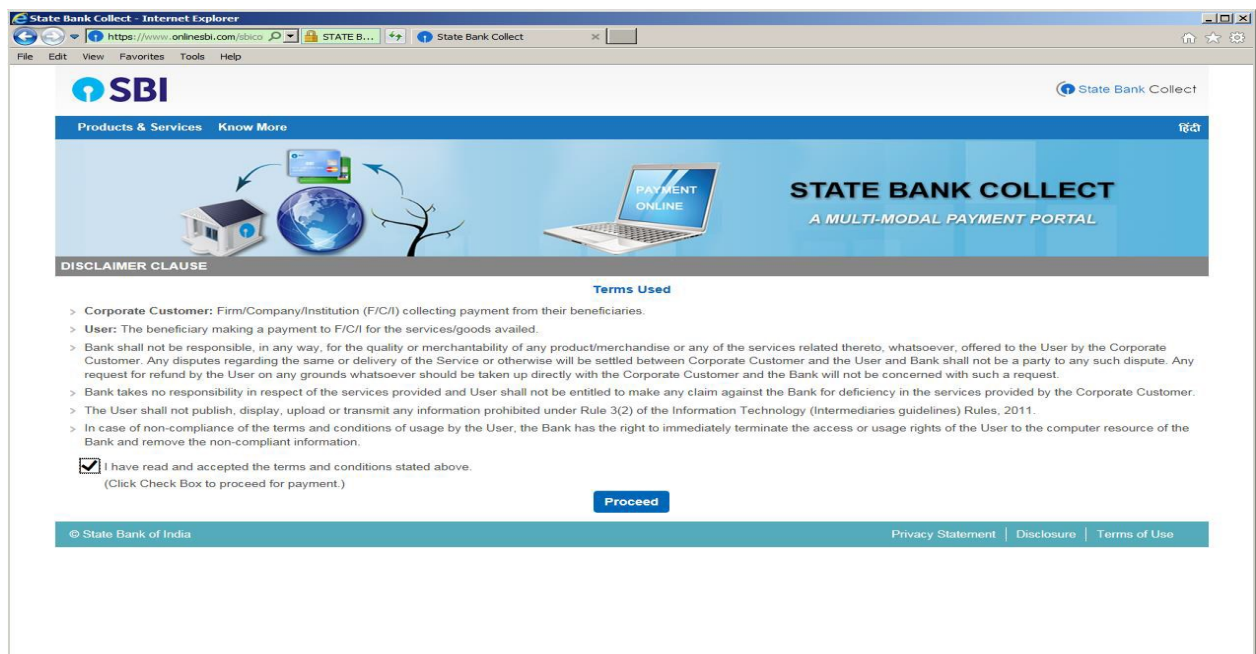 State Bank Collect - Internet Explorer
https://www.onlinesbi.com/sbico
STATE B...
State Bank Collect
File Edit View Favorites Tools Help
SBI
State Bank Collect
Products & Services Know More
हिंदी
PAYMENT
ONLINE
STATE BANK COLLECT
A MULTI-MODAL PAYMENT PORTAL
DISCLAIMER CLAUSE
Terms Used
> Corporate Customer: Firm/Company/Institution (F/C/I) collecting payment from their beneficiaries.
> User: The beneficiary making a payment to F/C/I for the services/goods availed.
> Bank shall not be responsible, in any way, for the quality or merchantability of any product/merchandise or any of the services related thereto, whatsoever, offered to the User by the Corporate
Customer. Any disputes regarding the same or delivery of the Service or otherwise will be settled between Corporate Customer and the User and Bank shall not be a party to any such dispute. Any
request for refund by the User on any grounds whatsoever should be taken up directly with the Corporate Customer and the Bank will not be concerned with such a request.
> Bank takes no responsibility in respect of the services provided and User shall not be entitled to make any claim against the Bank for deficiency in the services provided by the Corporate Customer.
> The User shall not publish, display, upload or transmit any information prohibited under Rule 3(2) of the Information Technology (Intermediaries guidelines) Rules, 2011.
> In case of non-compliance of the terms and conditions of usage by the User, the Bank has the right to immediately terminate the access or usage rights of the User to the computer resource of the
Bank and remove the non-compliant information.
I have read and accepted the terms and conditions stated above.
(Click Check Box to proceed for payment.)
Proceed
© State Bank of India
Privacy Statement | Disclosure | Terms of Use